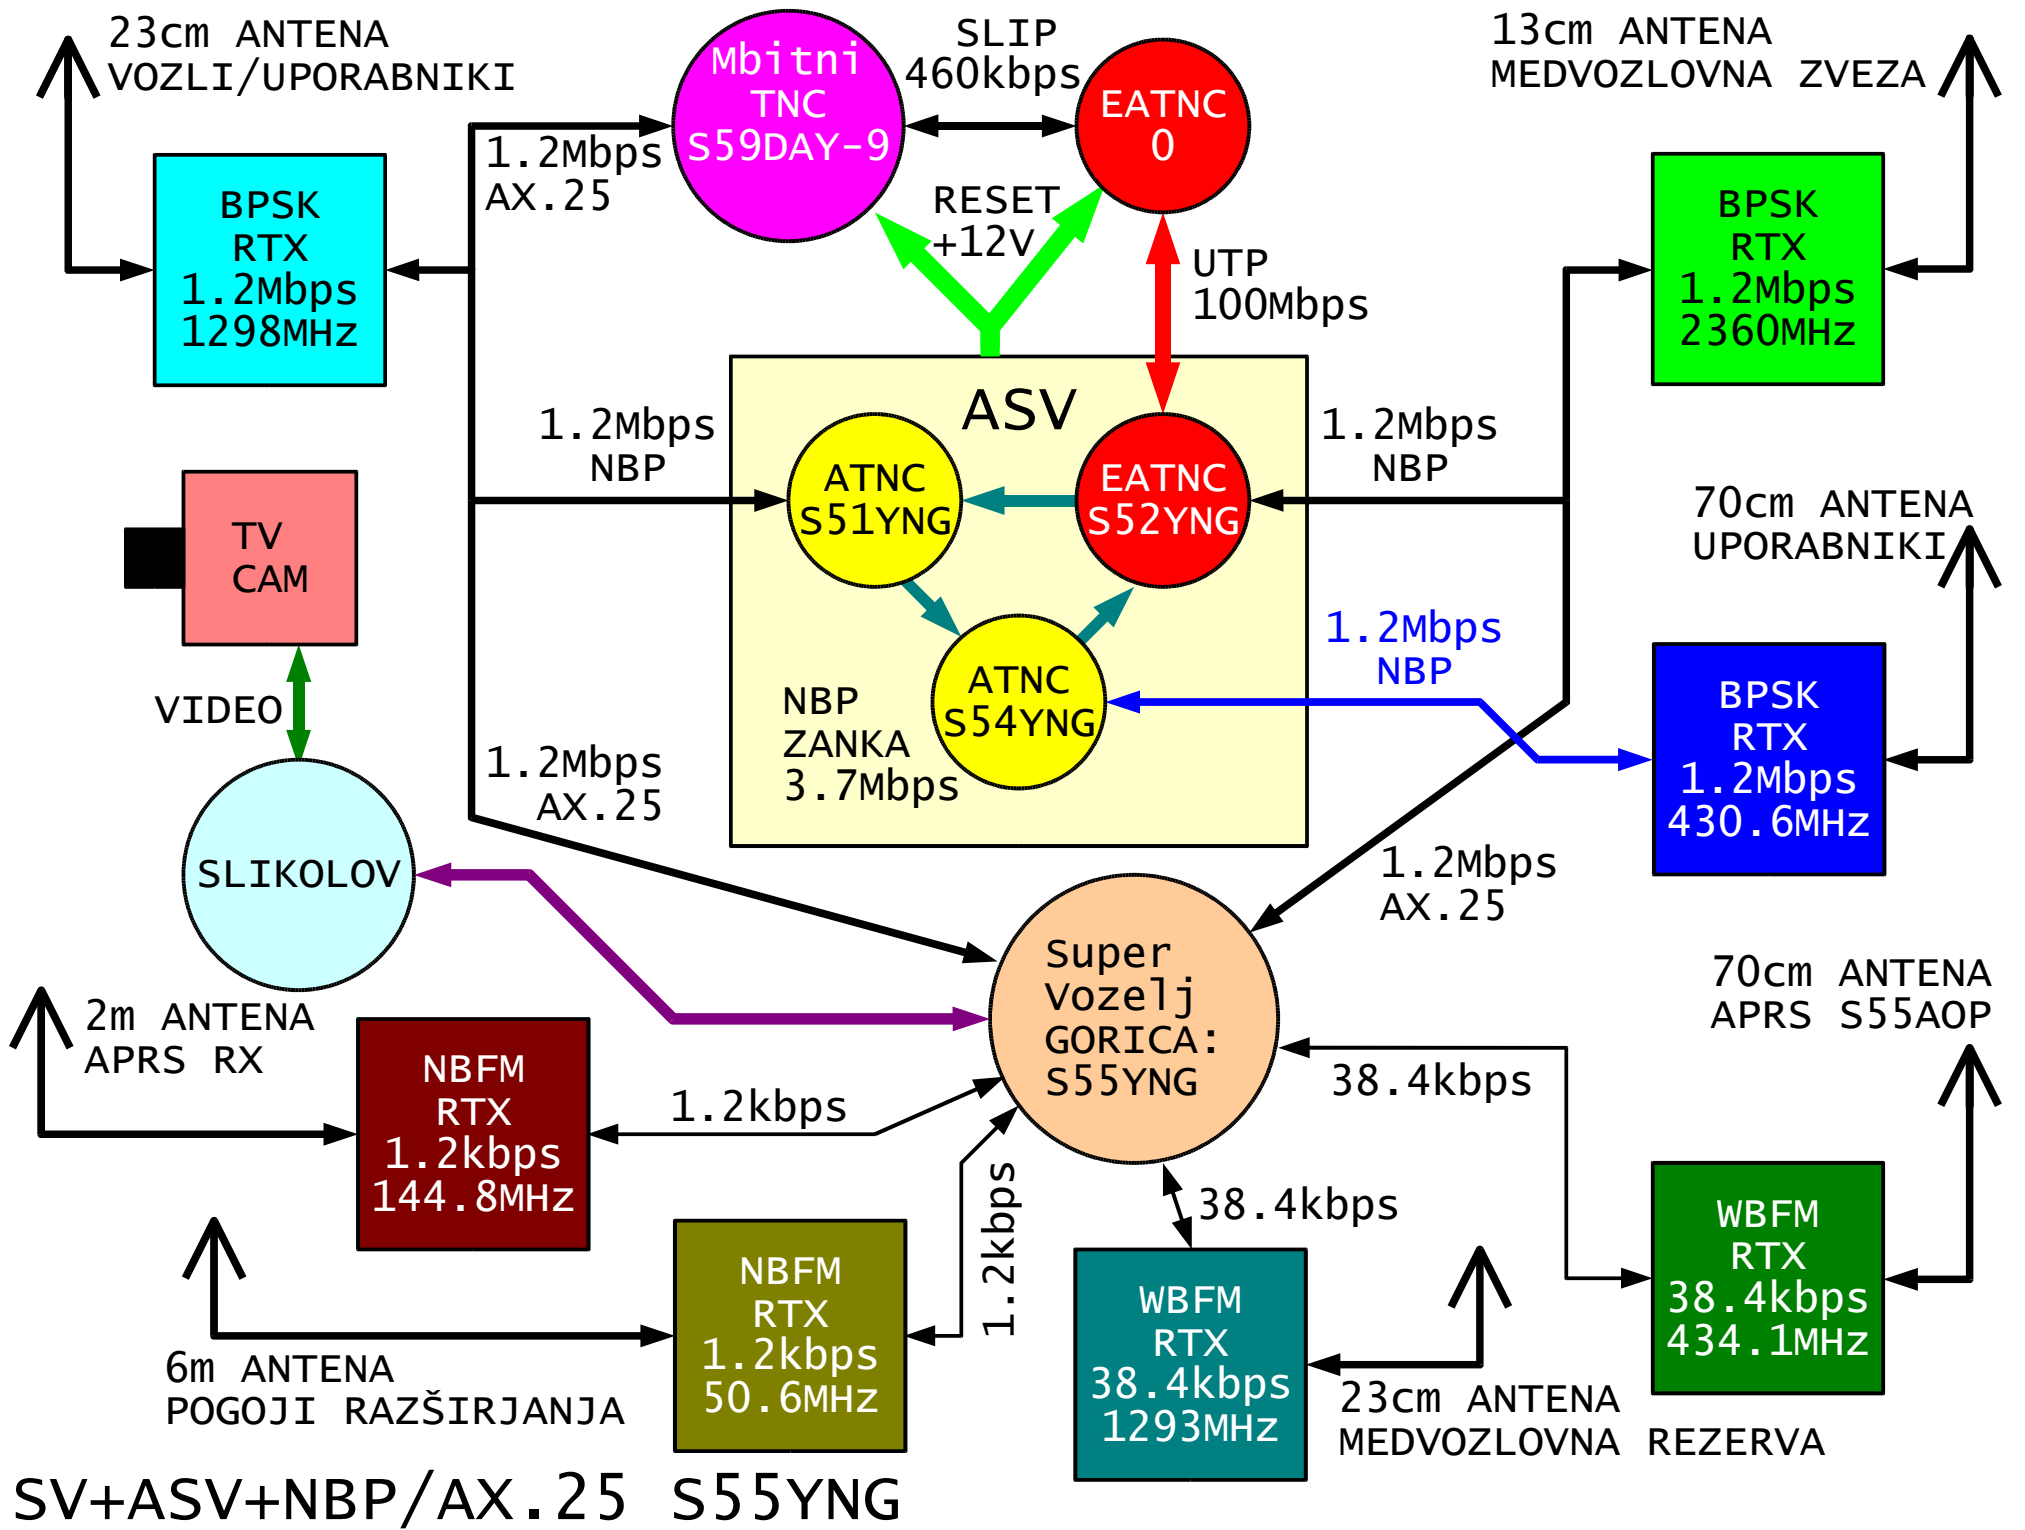 23cm ANTENA
VOZLI/UPORABNIKI
Mbitni
TNC
S59DAY-9
SLIP
460kbps
EATNC
0
13cm ANTENA
MEDVOZLOVNA ZVEZA
1.2Mbps
AX.25
BPSK
RTX
1.2Mbps
1298MHz
RESET
+12V
UTP
100Mbps
BPSK
RTX
1.2Mbps
2360MHz
ASV
1.2Mbps
NBP
ATNC
S51YNG
EATNC
S52YNG
1.2Mbps
NBP
TV
CAM
70cm ANTENA
UPORABNIKI
VIDEO
1.2Mbps
AX.25
NBP
ZANKA
3.7Mbps
ATNC
S54YNG
1.2Mbps
NBP
BPSK
RTX
1.2Mbps
430.6MHz
SLIKOLOV
1.2Mbps
AX.25
Super
Vozelj
GORICA:
S55YNG
70cm ANTENA
APRS S55AOP
2m ANTENA
APRS RX
NBFM
RTX
1.2kbps
144.8MHz
1.2kbps
38.4kbps
1.2kbps
38.4kbps
WBFM
RTX
38.4kbps
434.1MHz
NBFM
RTX
1.2kbps
50.6MHz
WBFM
RTX
38.4kbps
1293MHz
6m ANTENA
POGOJI RAZŠIRJANJA
23cm ANTENA
MEDVOZLOVNA REZERVA
SV+ASV+NBP/AX.25 S55YNG